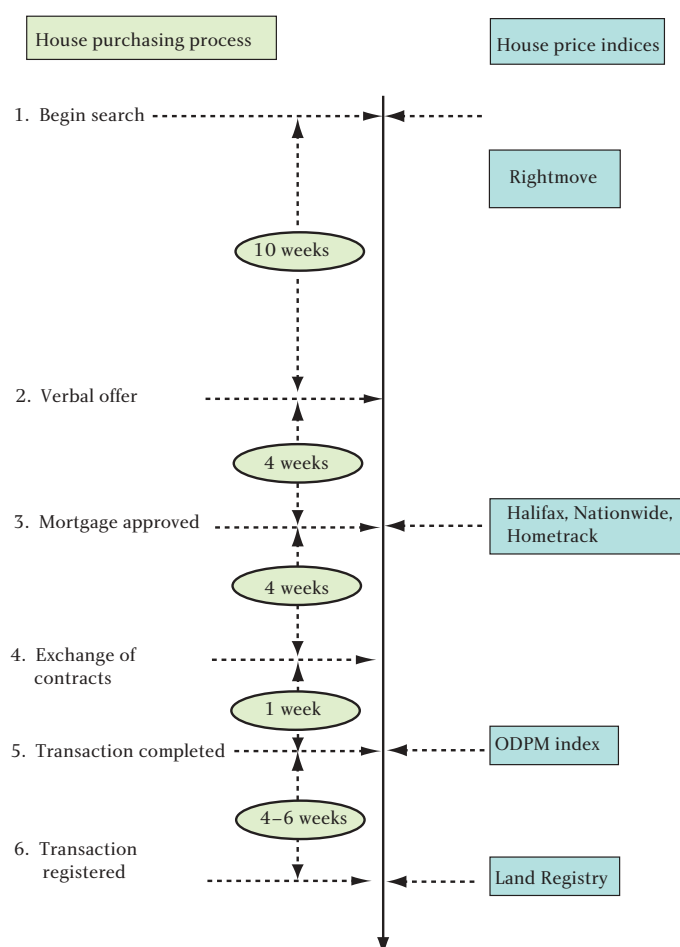 House purchasing process
House price indices
1. Begin search
Rightmove
10 weeks
2. Verbal offer
4 weeks
3. Mortgage approved
Halifax, Nationwide,
Hometrack
4 weeks
4. Exchange of
contracts
1 week
5. Transaction completed
ODPM index
4–6 weeks
6. Transaction
registered
Land Registry